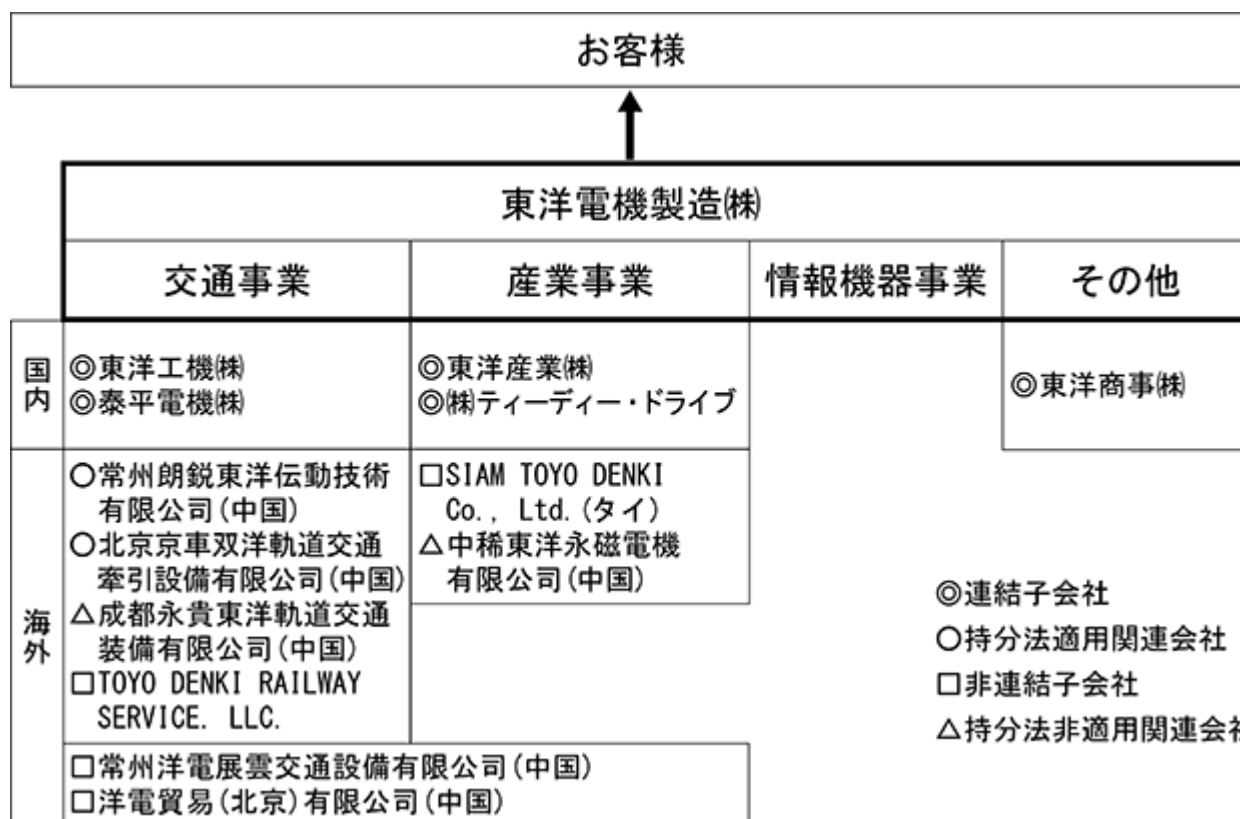 お客様
東洋電機製造㈱
交通事業
産業事業
情報機器事業
その他
国内
◎東洋工機㈱
◎泰平電機㈱
◎東洋産業㈱
◎㈱ティーディー・ドライブ
◎東洋商事㈱
海外
○常州朗鋭東洋伝動技術
有限公司(中国)
○北京京車双洋軌道交通
牽引設備有限公司(中国)
△成都永貴東洋軌道交通
装備有限公司(中国)
□TOYO DENKI RAILWAY
SERVICE. LLC.
□SIAM TOYO DENKI
Co., Ltd.(タイ)
△中稀東洋永磁電機
有限公司(中国)
□常州洋電展雲交通設備有限公司(中国)
□洋電貿易(北京)有限公司(中国)
◎連結子会社
○持分法適用関連会社
□非連結子会社
△持分法非適用関連会社